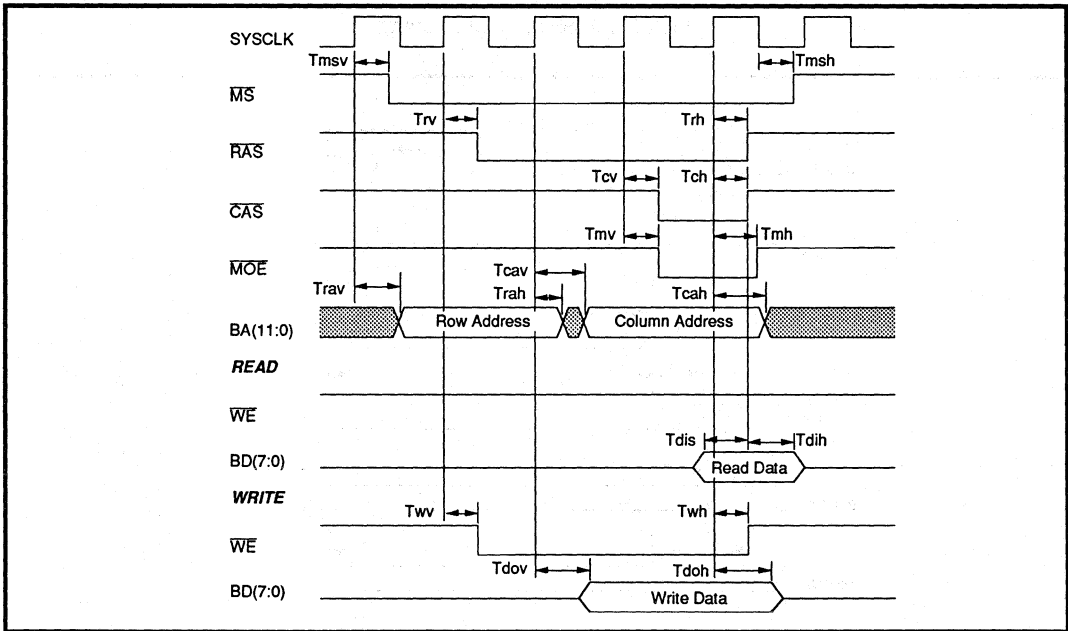 SYSCLK
Tmsv Tmsh
MS
Trv Trh
RAS
Tcv Tch
CAS
Tmv Tmh
MOE
Tcav
Trav Trah Tcah
BA(11:0) Row Address Column Address
READ
WE
Tdis Tdih
BD(7:0) Read Data
WRITE
Twv Twh
WE
Tdov Tdoh
BD(7:0) Write Data